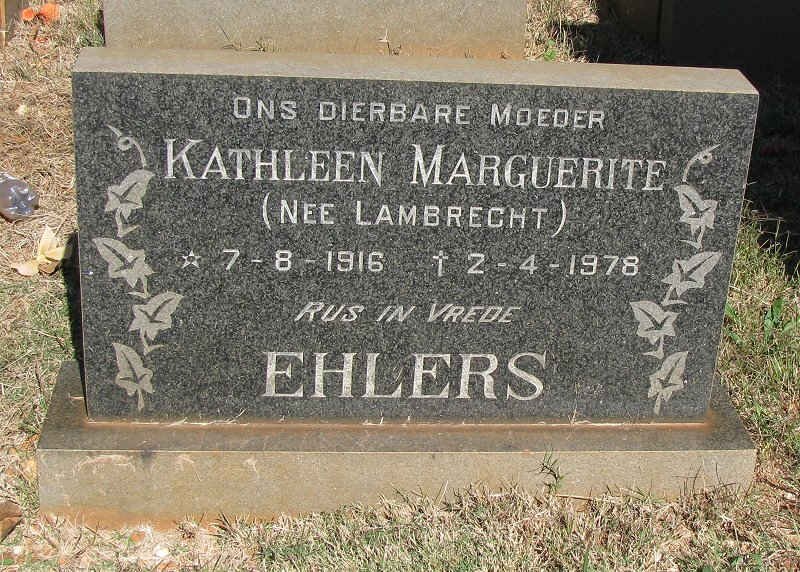 ONS DIERBARE MOEDER
KATHLEEN MARGUERITE
(NEE LAMBRECHT)
☆ 7-8-1916 † 2-4-1978
RUS IN VREDE
EHLERS